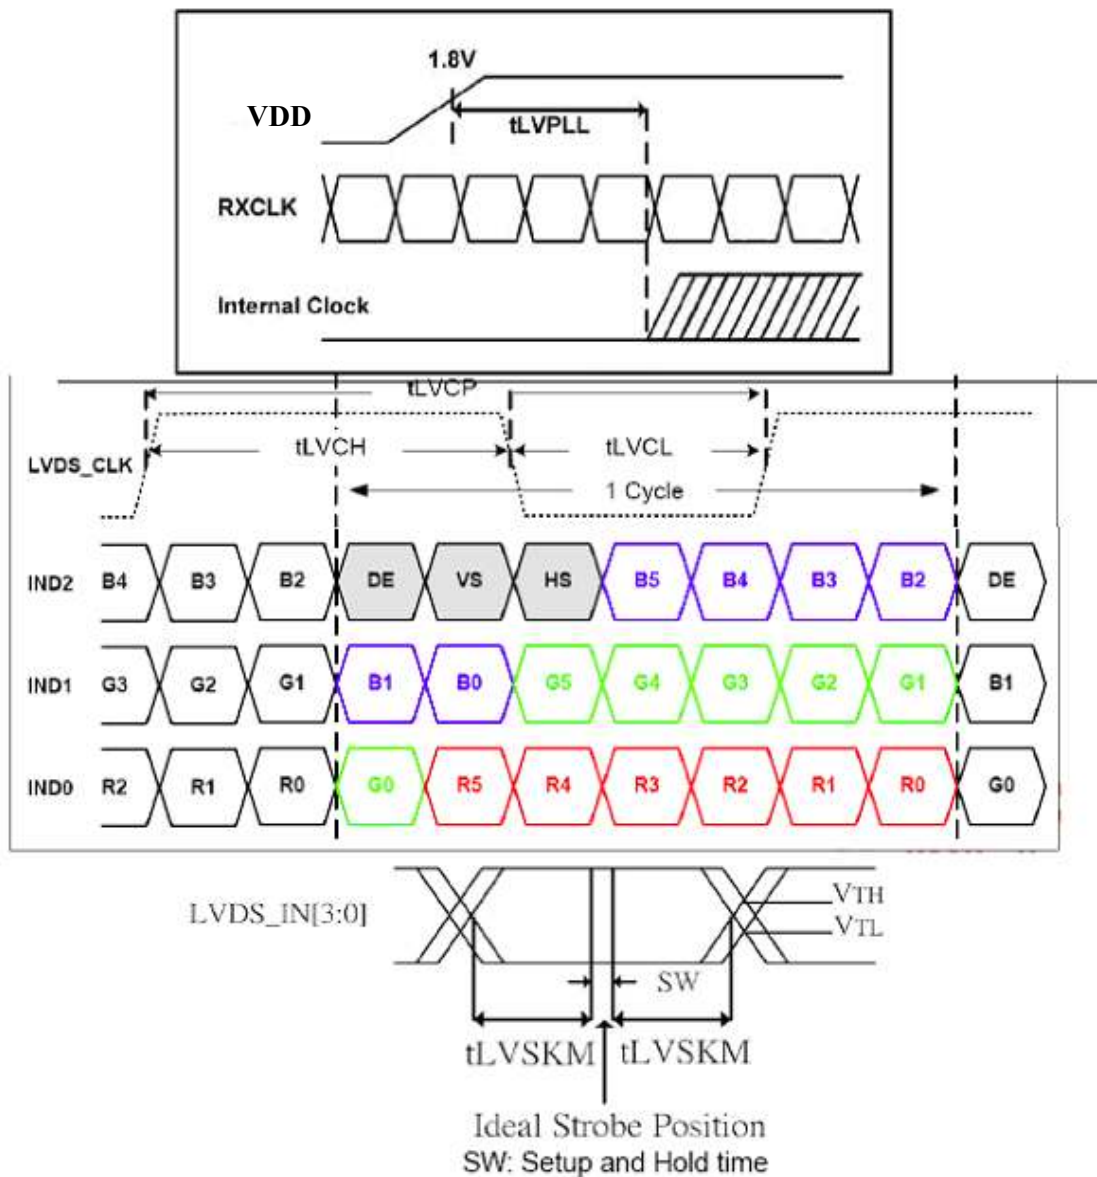 1.8V
VDD
tLVPLL
RXCLK
Internal Clock
tLVCP
tLVCH tLVCL
LVDS_CLK
1 Cycle
IND2 B4 B3 B2 DE VS HS B5 B4 B3 B2 DE
IND1 G3 G2 G1 B1 B0 G5 G4 G3 G2 G1 B1
IND0 R2 R1 R0 G0 R5 R4 R3 R2 R1 R0 G0
LVDS_IN[3:0]
VTH
VTL
SW
tLVSKM tLVSKM
Ideal Strobe Position
SW: Setup and Hold time